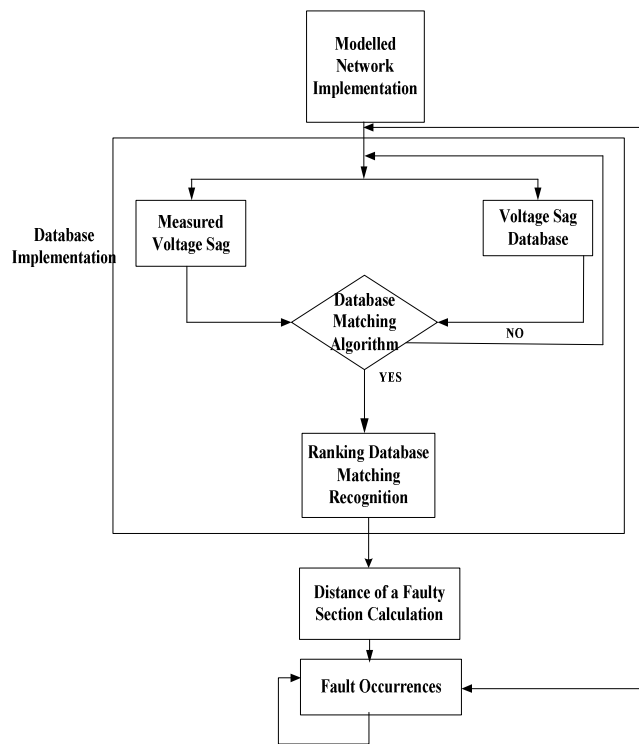 Modelled
Network
Implementation
Database
Implementation
Measured
Voltage Sag
Voltage Sag
Database
Database
Matching
Algorithm
NO
YES
Ranking Database
Matching
Recognition
Distance of a Faulty
Section Calculation
Fault Occurrences